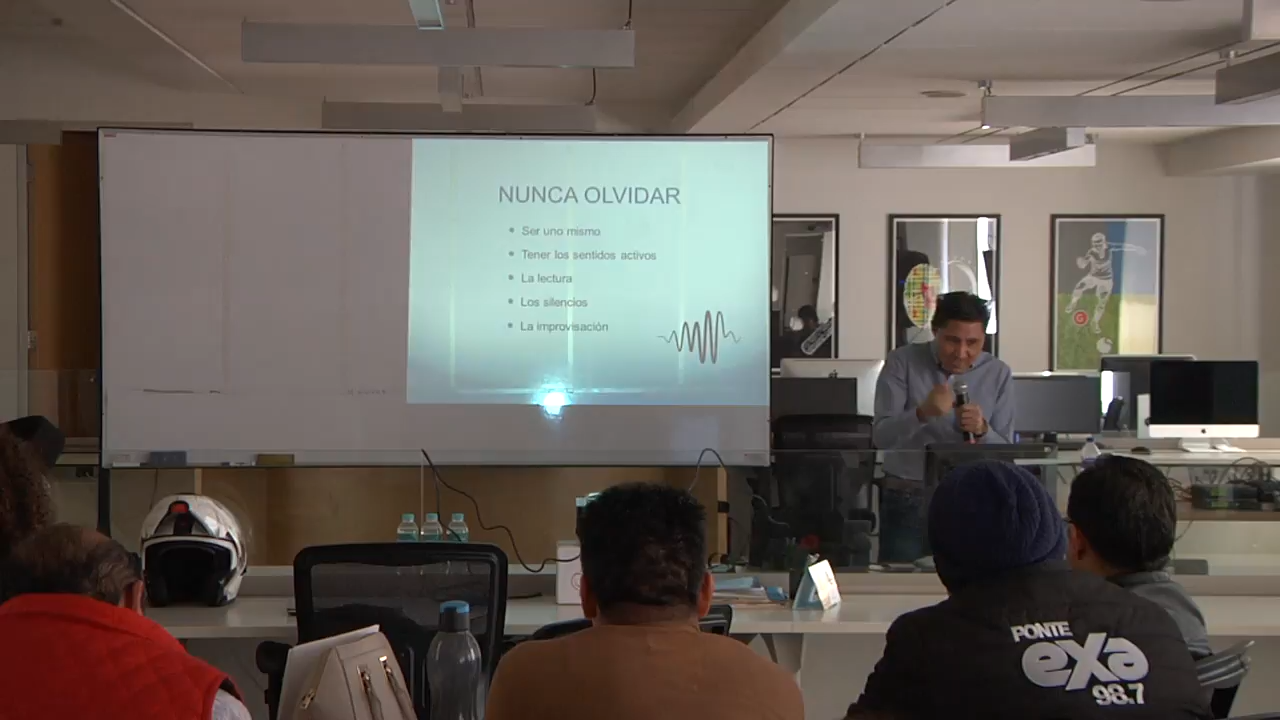 NUNCA OLVIDAR
• Ser uno mismo
• Tener los sentidos activos
• La lectura
• Los silencios
• La improvisación
PONTE
exa
98.7